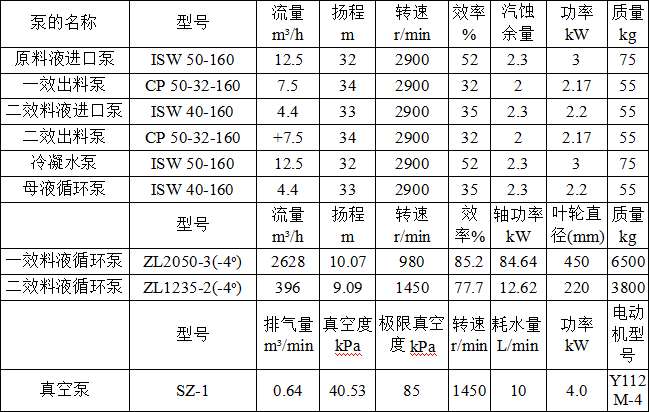 泵的名称 型号 流量 m³/h 扬程 m 转速 r/min 效率 % 汽蚀余量 功率 kW 质量 kg
原料液进口泵 ISW 50-160 12.5 32 2900 52 2.3 3 75
一效出料泵 CP 50-32-160 7.5 34 2900 32 2 2.17 55
二效料液进口泵 ISW 40-160 4.4 33 2900 35 2.3 2.2 55
二效出料泵 CP 50-32-160 +7.5 34 2900 32 2 2.17 55
冷凝水泵 ISW 50-160 12.5 32 2900 52 2.3 3 75
母液循环泵 ISW 40-160 4.4 33 2900 35 2.3 2.2 55
型号 流量 m³/h 扬程 m 转速 r/min 效率% 轴功率 kW 叶轮直径(mm) 质量 kg
一效料液循环泵 ZL2050-3(-4º) 2628 10.07 980 85.2 84.64 450 6500
二效料液循环泵 ZL1235-2(-4º) 396 9.09 1450 77.7 12.62 220 3800
型号 排气量 m³/min 真空度 kPa 极限真空度 kPa 转速 r/min 耗水量 L/min 功率 kW 电动机型号
真空泵 SZ-1 0.64 40.53 85 1450 10 4.0 Y112M-4